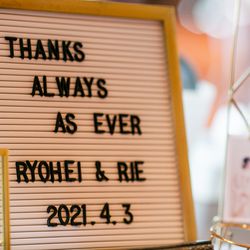 THANKS
ALWAYS
AS EVER
RYOHEI & RIE
2021. 4. 3